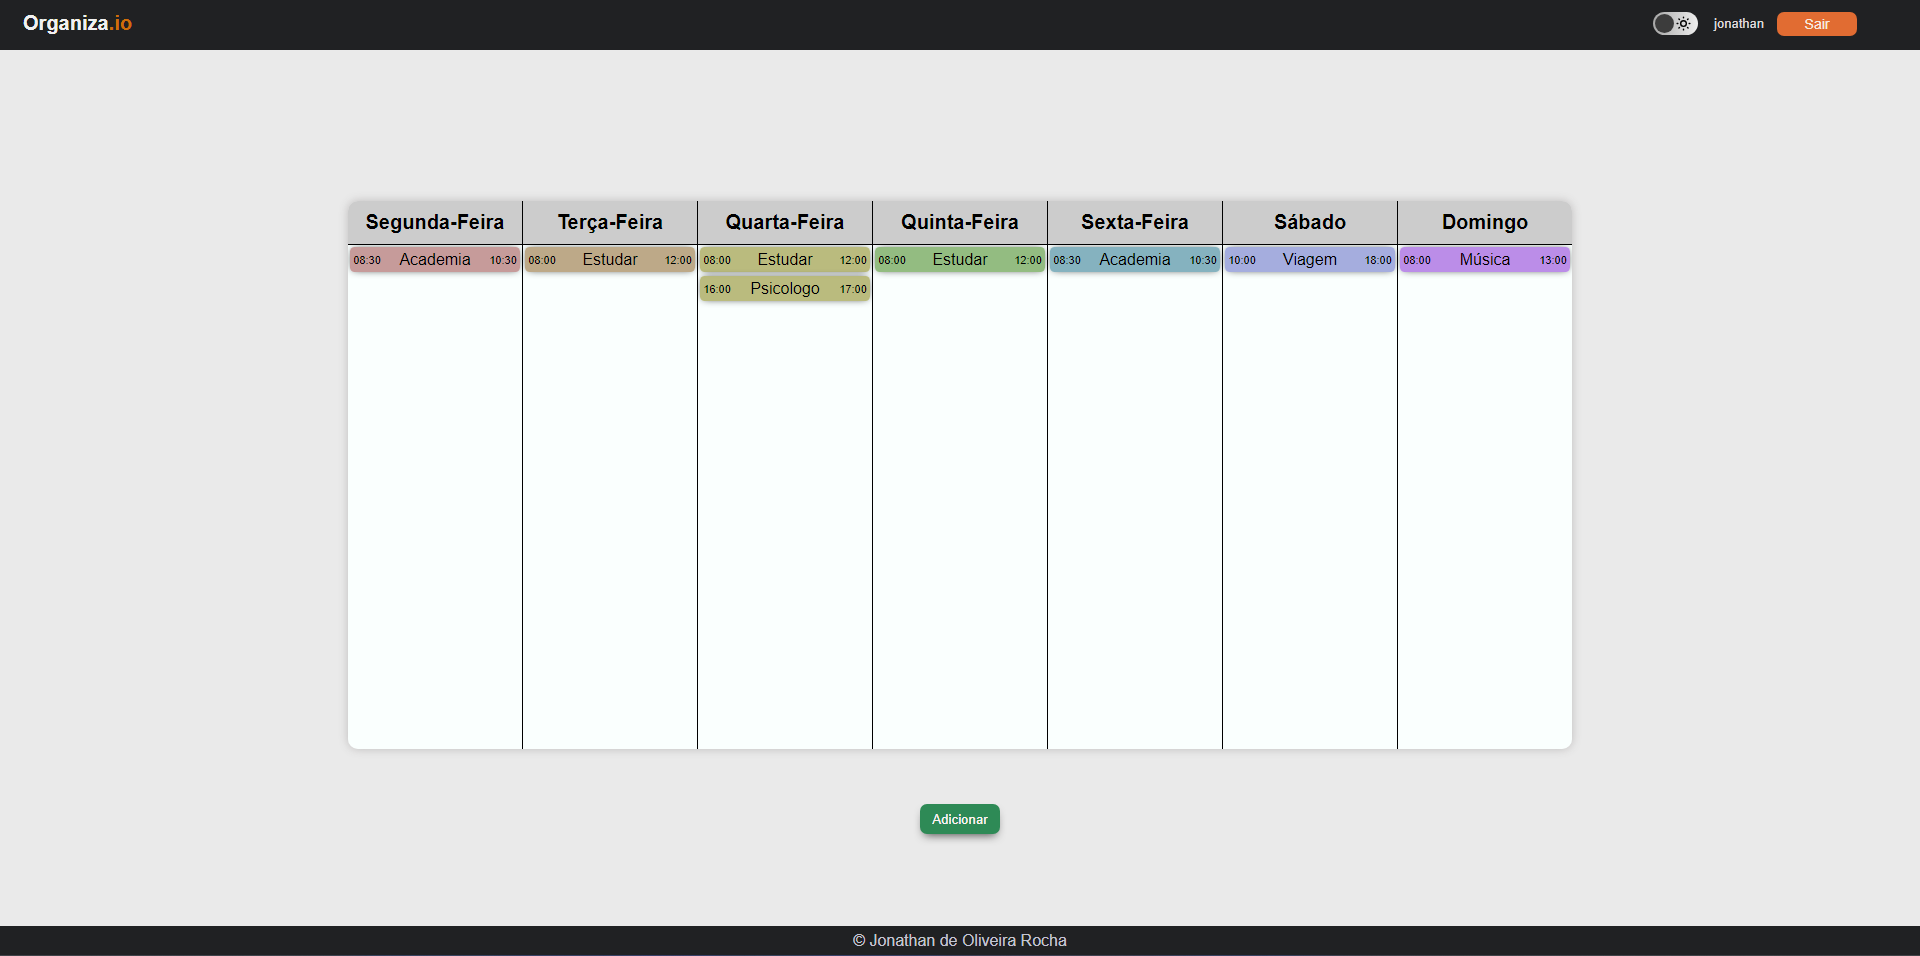 Organiza.io
jonathan Sair
Segunda-Feira Terça-Feira Quarta-Feira Quinta-Feira Sexta-Feira Sábado Domingo
08:30 Academia 10:30 08:00 Estudar 12:00 08:00 Estudar 12:00 08:00 Estudar 12:00 08:30 Academia 10:30 10:00 Viagem 18:00 08:00 Música 13:00
16:00 Psicologo 17:00
Adicionar
© Jonathan de Oliveira Rocha